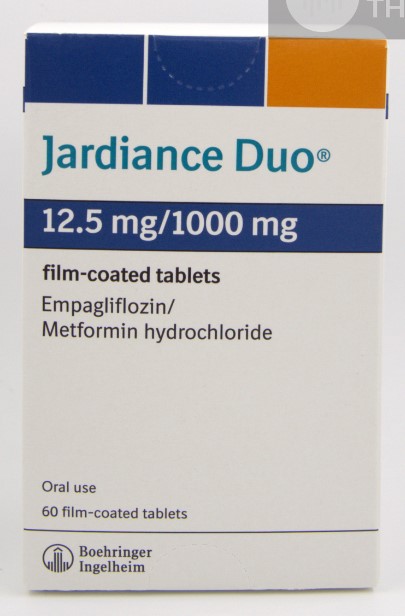 TH
Jardiance Duo®
12.5 mg/1000 mg
film-coated tablets
Empagliflozin/
Metformin hydrochloride
Oral use
60 film-coated tablets
Boehringer
Ingelheim